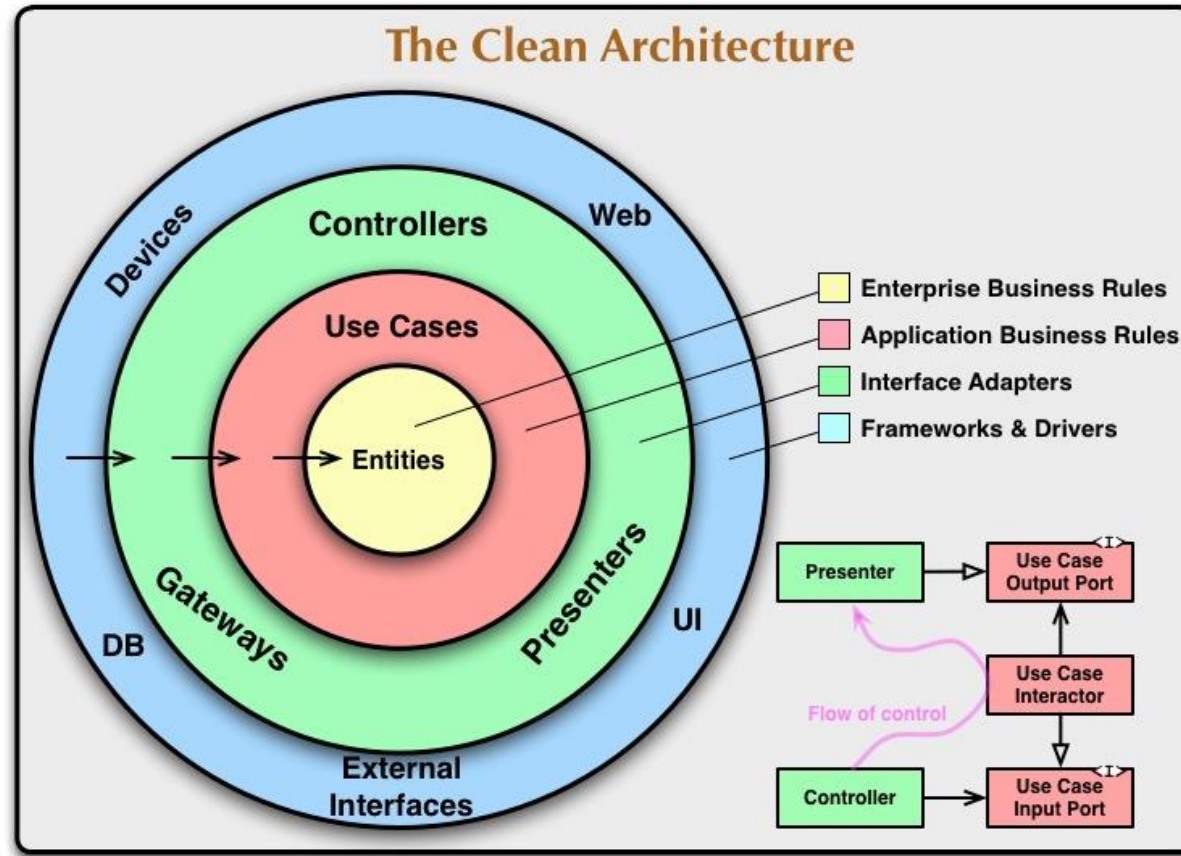 The Clean Architecture
Devices
Web
Controllers
Use Cases
Entities
Gateways
Presenters
DB
UI
External
Interfaces
Enterprise Business Rules
Application Business Rules
Interface Adapters
Frameworks & Drivers
Presenter
<I>
Use Case
Output Port
Use Case
Interactor
Flow of control
Controller
<I>
Use Case
Input Port